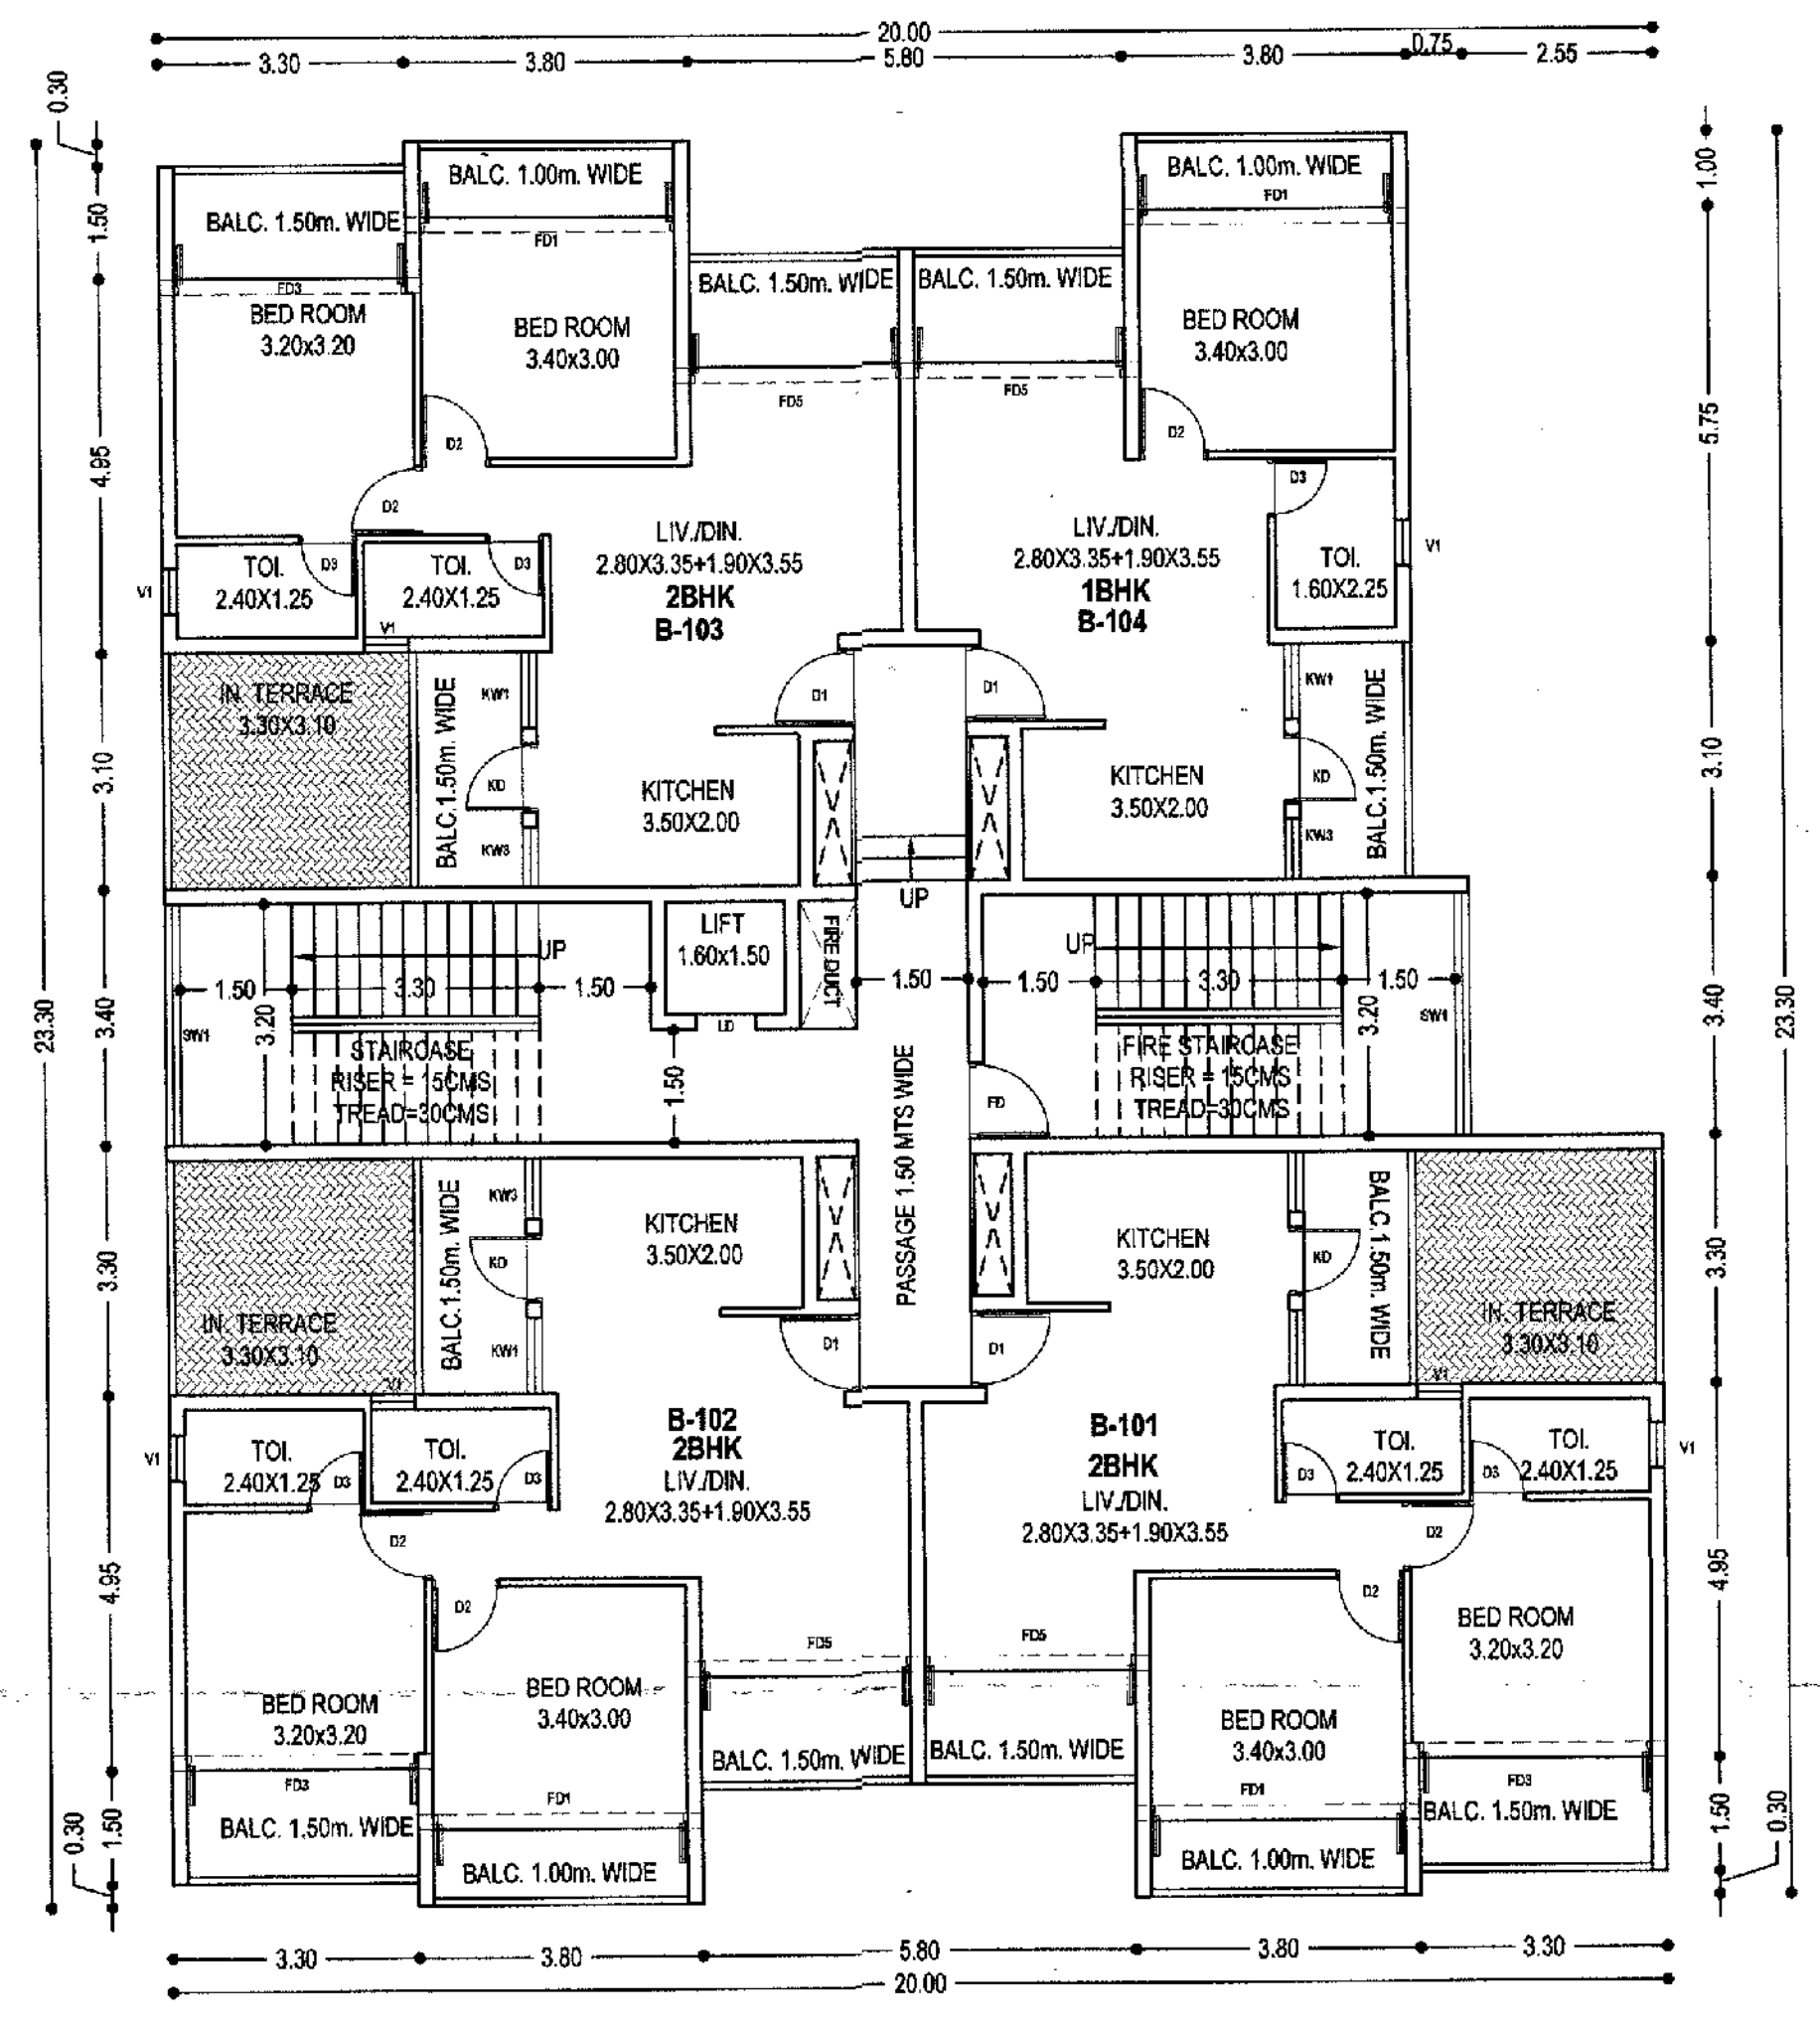 20.00
3.30
3.80
5.80
3.80
0.75
2.55
0.30
1.50
4.95
3.10
3.40
3.30
4.95
1.50
0.30
23.30
BALC. 1.00m. WIDE
FD1
BALC. 1.50m. WIDE
FD3
BED ROOM
3.20x3.20
BED ROOM
3.40x3.00
BALC. 1.50m. WIDE
FD5
D2
D2
LIV./DIN.
2.80X3.35+1.90X3.55
2BHK
B-103
TOI.
2.40X1.25
D3
TOI.
2.40X1.25
D3
V1
V1
IN. TERRACE
3.30X3.10
BALC.1.50m. WIDE
KW1
KD
KW3
KITCHEN
3.50X2.00
D1
BALC. 1.00m. WIDE
FD1
BED ROOM
3.40x3.00
BALC. 1.50m. WIDE
FD5
D2
D3
LIV./DIN.
2.80X3.35+1.90X3.55
1BHK
B-104
TOI.
1.60X2.25
V1
D1
KW1
KD
KW3
BALC.1.50m. WIDE
KITCHEN
3.50X2.00
UP
1.00
5.75
3.10
3.40
3.30
4.95
1.50
0.30
23.30
UP
LIFT
1.60x1.50
FIRE DUCT
LD
1.50
3.30
1.50
3.20
SW1
STAIRCASE
RISER = 15CMS
TREAD=30CMS
1.50
1.50
PASSAGE 1.50 MTS WIDE
UP
1.50
3.30
1.50
3.20
SW1
FIRE STAIRCASE
RISER = 15CMS
TREAD=30CMS
FD
IN. TERRACE
3.30X3.10
V1
BALC.1.50m. WIDE
KW3
KD
KW1
KITCHEN
3.50X2.00
D1
B-102
2BHK
LIV./DIN.
2.80X3.35+1.90X3.55
TOI.
2.40X1.25
D3
TOI.
2.40X1.25
D3
V1
D2
D2
BED ROOM
3.20x3.20
FD3
BALC. 1.50m. WIDE
BED ROOM
3.40x3.00
FD1
BALC. 1.00m. WIDE
FD5
BALC. 1.50m. WIDE
KITCHEN
3.50X2.00
KD
BALC.1.50m. WIDE
IN. TERRACE
3.30X3.10
V1
D1
B-101
2BHK
LIV./DIN.
2.80X3.35+1.90X3.55
TOI.
2.40X1.25
D3
TOI.
2.40X1.25
D3
V1
D2
D2
BED ROOM
3.20x3.20
FD3
BALC. 1.50m. WIDE
BED ROOM
3.40x3.00
FD1
BALC. 1.00m. WIDE
FD5
BALC. 1.50m. WIDE
3.30
3.80
5.80
3.80
3.30
20.00